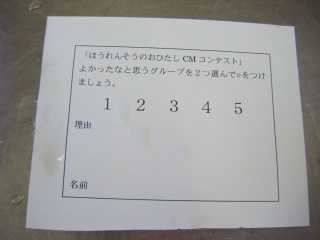 「ほうれんそうのおひたし CM コンテスト」
よかったなと思うグループを２つ選んで○をつけ
ましょう。
１ ２ ３ ４ ５
理由
名前